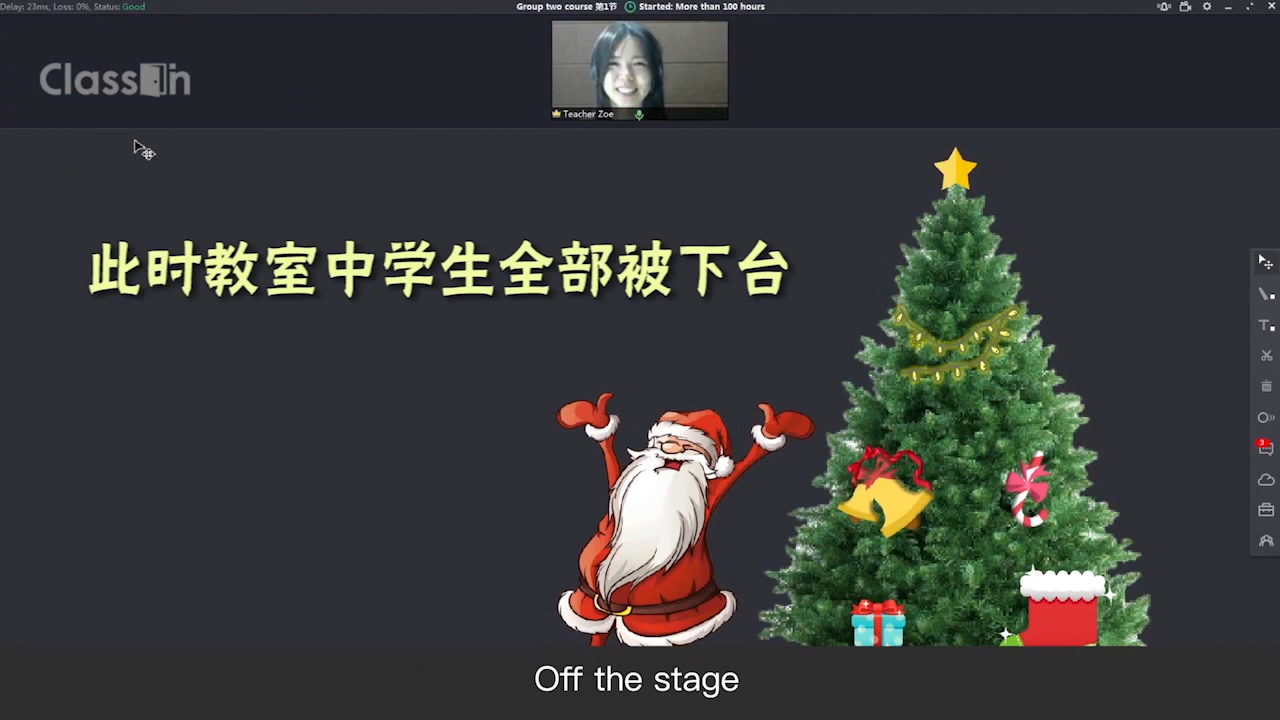 Delay: 23ms, Loss: 0%, Status: Good
Group two course 第1节 Started: More than 100 hours
ClassIn
Teacher Zoe
此时教室中学生全部被下台
3
Off the stage